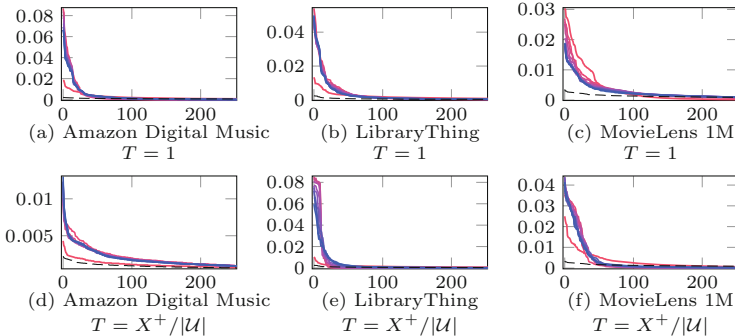 0.08
0.06
0.04
0.02
0
0 100 200
(a) Amazon Digital Music
T = 1
0.04
0.02
0
0 100 200
(b) LibraryThing
T = 1
0.03
0.02
0.01
0
0 100 200
(c) MovieLens 1M
T = 1
0.01
0.005
0 100 200
(d) Amazon Digital Music
T = X⁺/|𝒰|
0.08
0.06
0.04
0.02
0
0 100 200
(e) LibraryThing
T = X⁺/|𝒰|
0.04
0.03
0.02
0.01
0
0 100 200
(f) MovieLens 1M
T = X⁺/|𝒰|